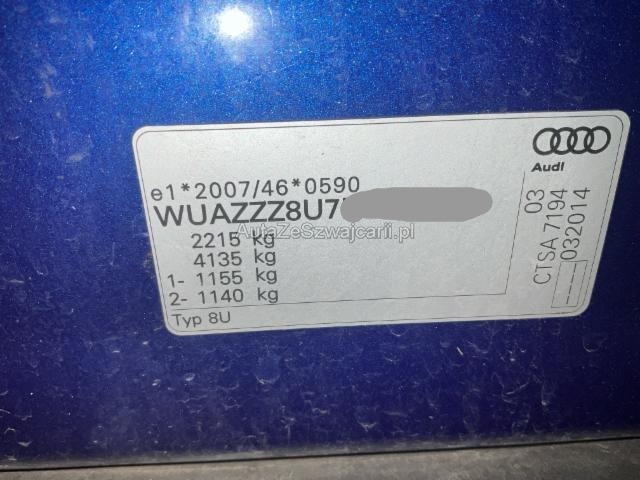 Audi
e1*2007/46*0590
WUAZZZ8U7
AutaZeSzwajcarii.pl
2215 kg
4135 kg
1- 1155 kg
2- 1140 kg
Typ 8U
03
CTSA 7194
032014